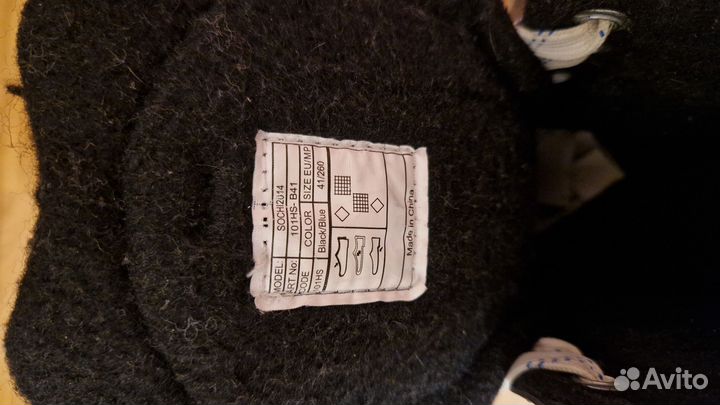 MODEL: SOCHI2014
ART No: 101HS- B41
CODE COLOR SIZE EU/MP
V01HS Black/Blue 41/260
Made in China
Avito